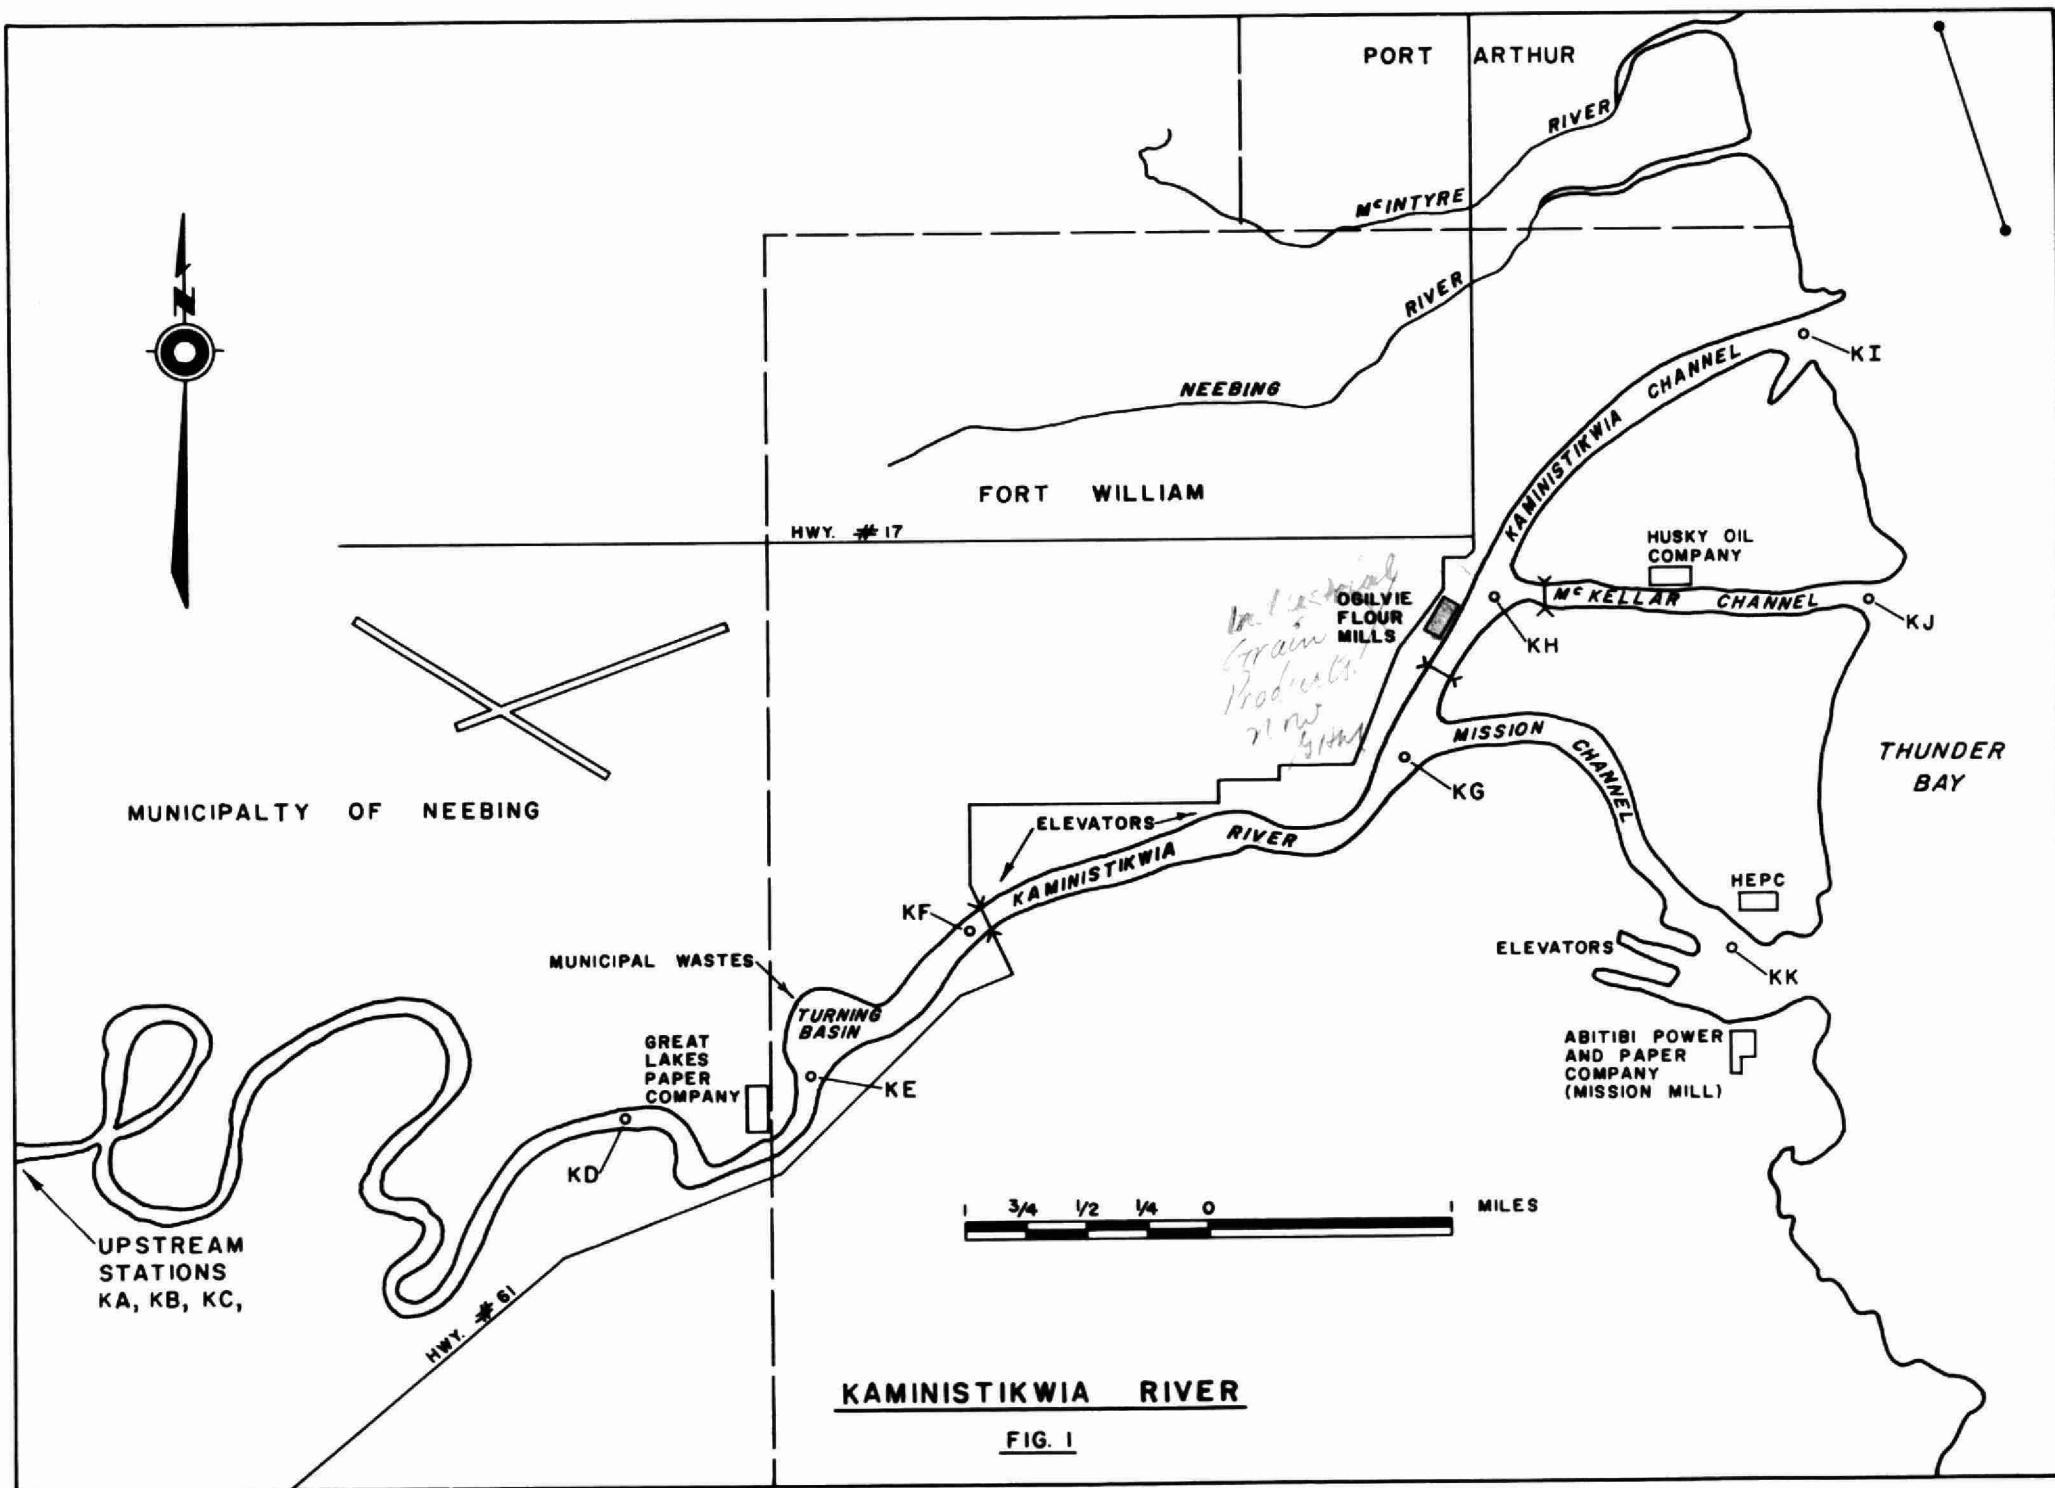 PORT ARTHUR
RIVER
McINTYRE
N
RIVER
NEEBING
KAMINISTIKWIA CHANNEL
KI
FORT WILLIAM
HWY. # 17
HUSKY OIL
COMPANY
McKELLAR CHANNEL
KJ
OGILVIE
FLOUR
MILLS
KH
Grain
Products
now
MISSION CHANNEL
KG
THUNDER
BAY
MUNICIPALTY OF NEEBING
ELEVATORS
KAMINISTIKWIA RIVER
HEPC
KF
ELEVATORS
KK
MUNICIPAL WASTES
TURNING
BASIN
GREAT
LAKES
PAPER
COMPANY
KE
KD
ABITIBI POWER
AND PAPER
COMPANY
(MISSION MILL)
1 3/4 1/2 1/4 0 1 MILES
UPSTREAM
STATIONS
KA, KB, KC,
HWY. # 61
KAMINISTIKWIA RIVER
FIG. 1